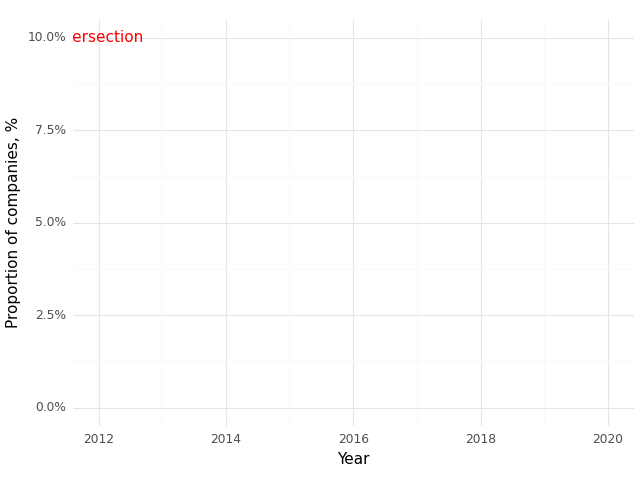 10.0% ersection
7.5%
5.0%
2.5%
0.0%
2012 2014 2016 2018 2020
Year
Proportion of companies, %